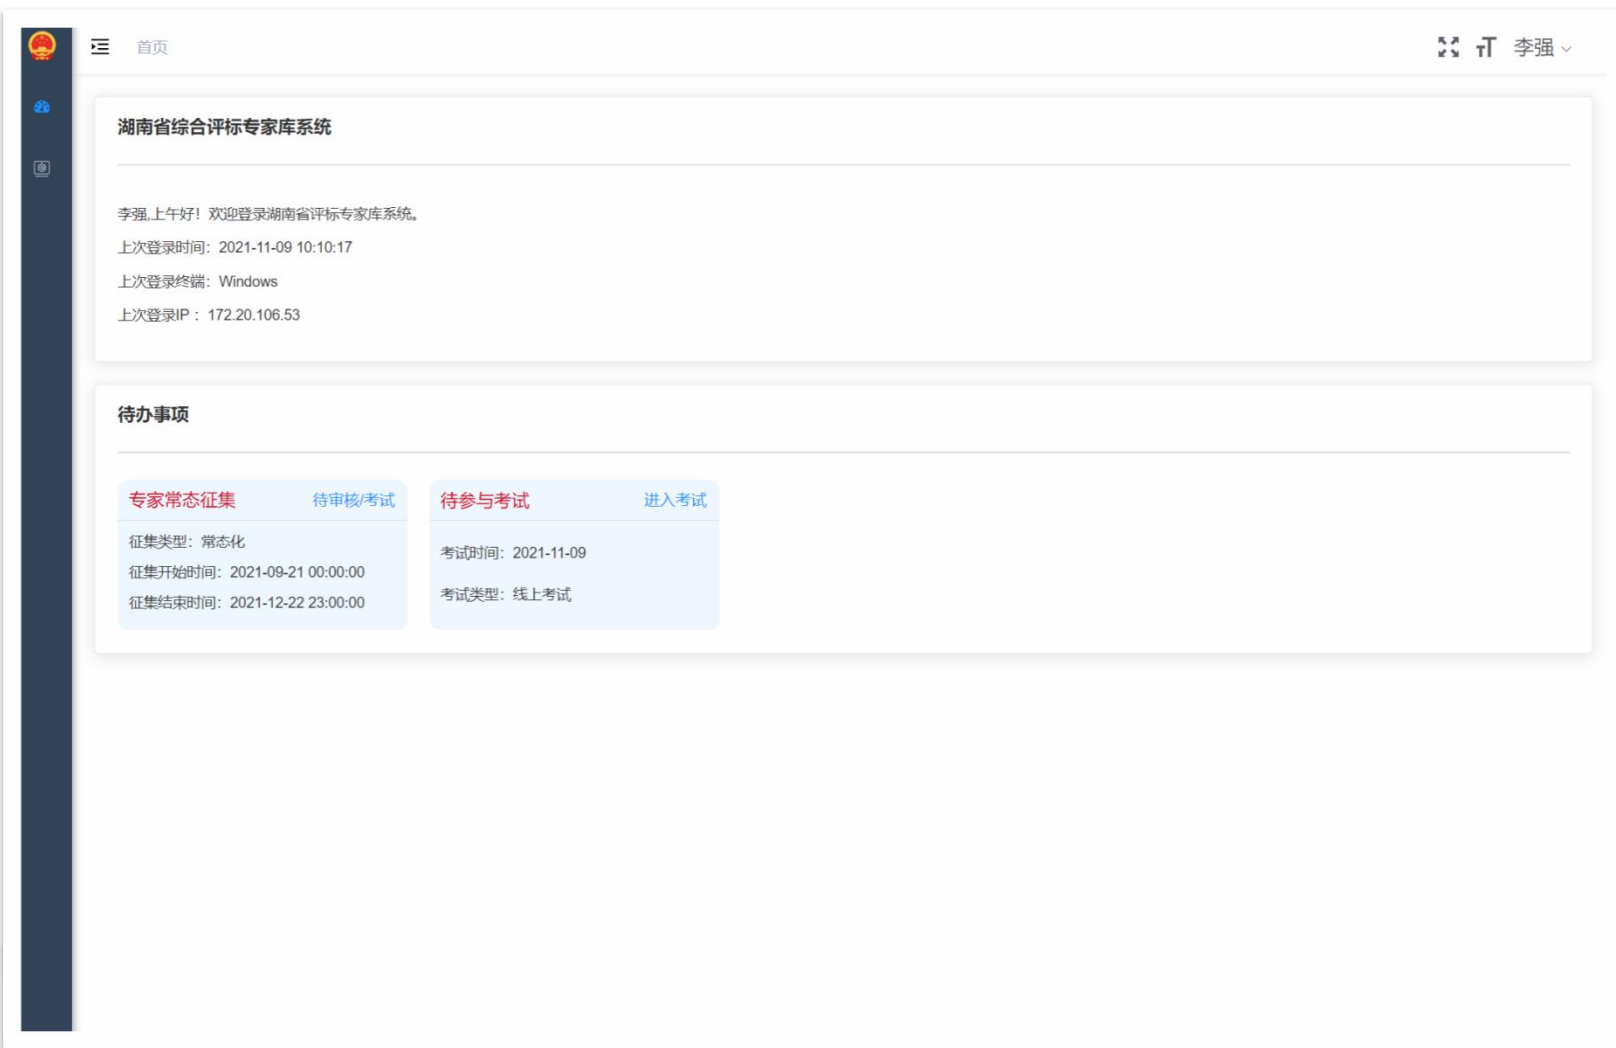 首页
李强
湖南省综合评标专家库系统
李强,上午好！欢迎登录湖南省评标专家库系统。
上次登录时间：2021-11-09 10:10:17
上次登录终端：Windows
上次登录IP ：172.20.106.53
待办事项
专家常态征集 待审核/考试
征集类型：常态化
征集开始时间：2021-09-21 00:00:00
征集结束时间：2021-12-22 23:00:00
待参与考试 进入考试
考试时间：2021-11-09
考试类型：线上考试